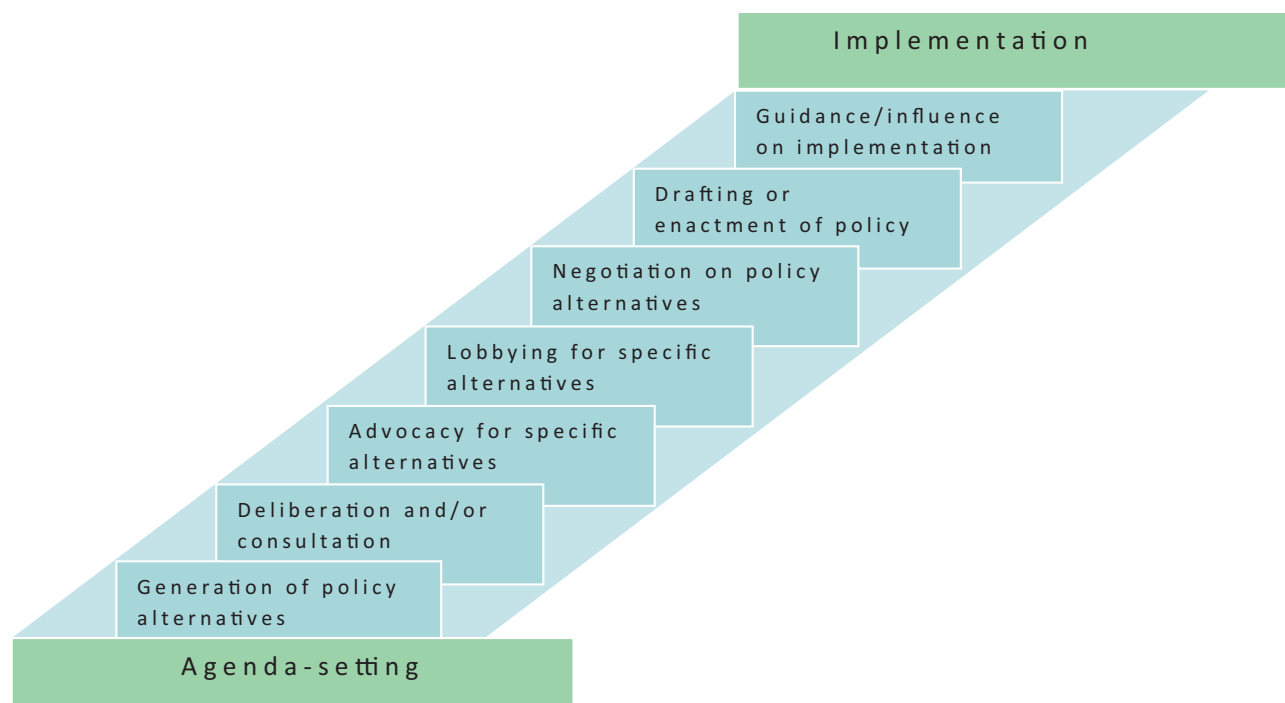 Implementation
Guidance/influence
on implementation
Drafting or
enactment of policy
Negotiation on policy
alternatives
Lobbying for specific
alternatives
Advocacy for specific
alternatives
Deliberation and/or
consultation
Generation of policy
alternatives
Agenda-setting